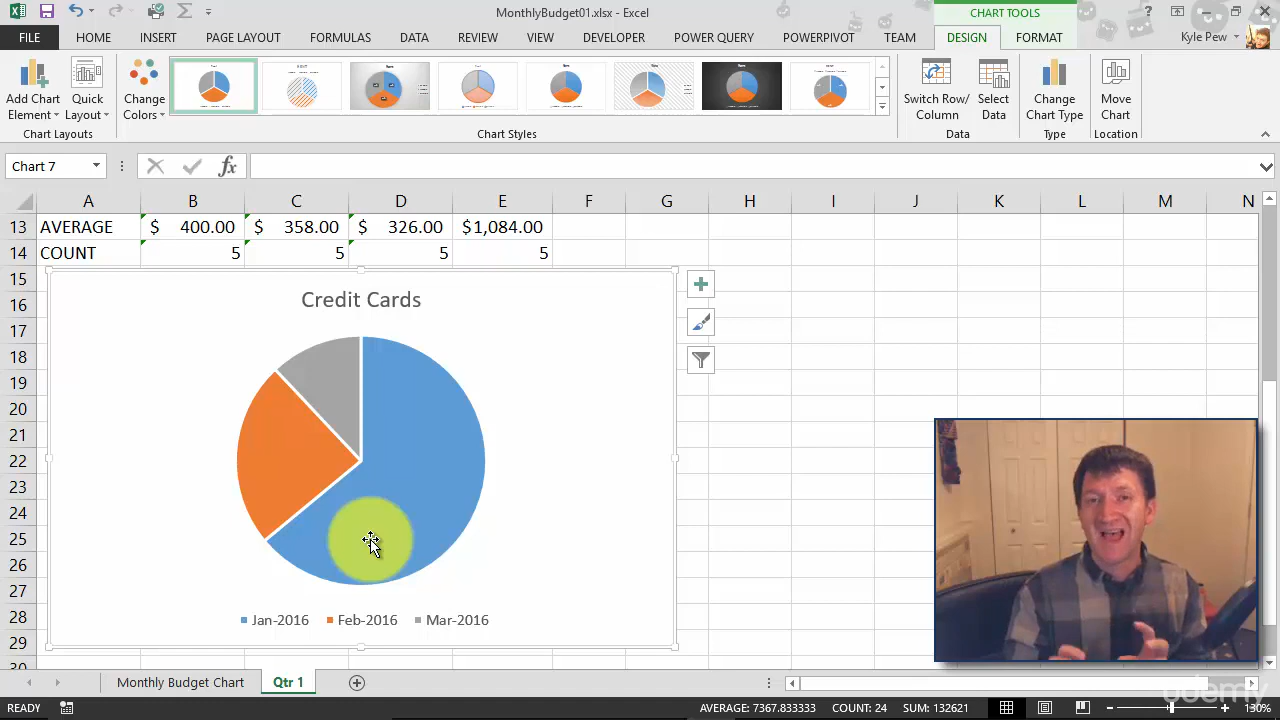 MonthlyBudget01.xlsx - Excel
CHART TOOLS
FILE HOME INSERT PAGE LAYOUT FORMULAS DATA REVIEW VIEW DEVELOPER POWER QUERY POWERPIVOT TEAM DESIGN FORMAT Kyle Pew
Add Chart Element
Quick Layout
Change Colors
Switch Row/ Column
Select Data
Change Chart Type
Move Chart
Chart Layouts Chart Styles Data Type Location
Chart 7 fx
A B C D E F G H I J K L M N
13 AVERAGE $ 400.00 $ 358.00 $ 326.00 $1,084.00
14 COUNT 5 5 5 5
15
16
17
18
19
20
21
22
23
24
25
26
27
28
29
30
Credit Cards
Jan-2016 Feb-2016 Mar-2016
Monthly Budget Chart Qtr 1
READY AVERAGE: 7367.833333 COUNT: 24 SUM: 132621 130%
udemy